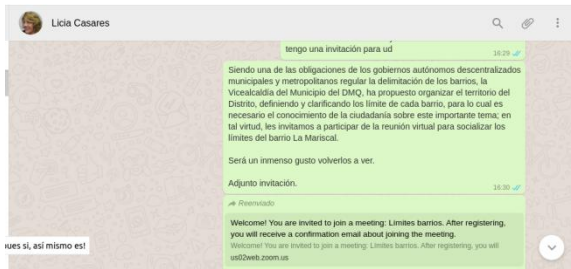 Licia Casares
tengo una invitación para ud
16:29
Siendo una de las obligaciones de los gobiernos autónomos descentralizados
municipales y metropolitanos regular la delimitación de los barrios, la
Vicealcaldía del Municipio del DMQ, ha propuesto organizar el territorio del
Distrito, definiendo y clarificando los límite de cada barrio, para lo cual es
necesario el conocimiento de la ciudadanía sobre este importante tema; en
tal virtud, les invitamos a participar de la reunión virtual para socializar los
límites del barrio La Mariscal.
Será un inmenso gusto volverlos a ver.
Adjunto invitación.
16:30
Reenviado
Welcome! You are invited to join a meeting: Limites barrios. After registering,
you will receive a confirmation email about joining the meeting.
Welcome! You are invited to join a meeting: Limites barrios. After registering, you will
us02web.zoom.us
ues si, así mismo es!